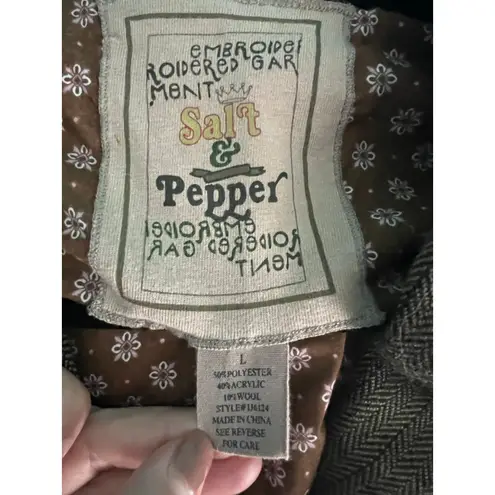 EMBROIDE
ROIDERED GAR
MENT
Salt
&
Pepper
EMBROIDE
ROIDERED GAR
MENT
L
50% POLYESTER
40% ACRYLIC
10% WOOL
STYLE#116124
MADE IN CHINA
SEE REVERSE
FOR CARE